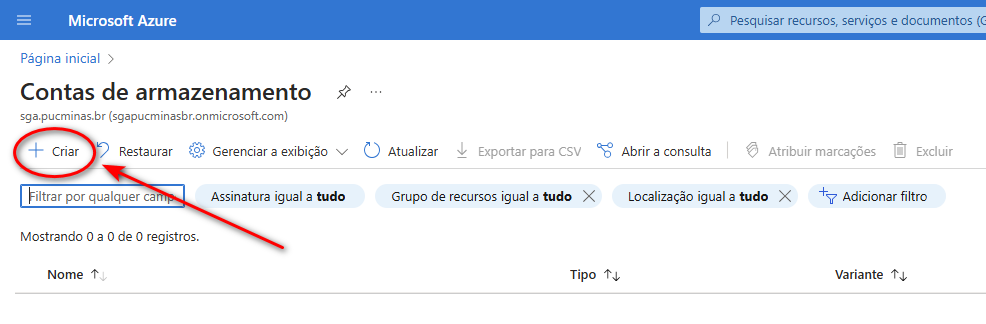 Microsoft Azure
Pesquisar recursos, serviços e documentos (G
Página inicial
Contas de armazenamento
sga.pucminas.br (sgapucminasbr.onmicrosoft.com)
Criar Restaurar Gerenciar a exibição Atualizar Exportar para CSV Abrir a consulta Atribuir marcações Excluir
Filtrar por qualquer camp Assinatura igual a tudo Grupo de recursos igual a tudo Localização igual a tudo Adicionar filtro
Mostrando 0 a 0 de 0 registros.
Nome Tipo Variante